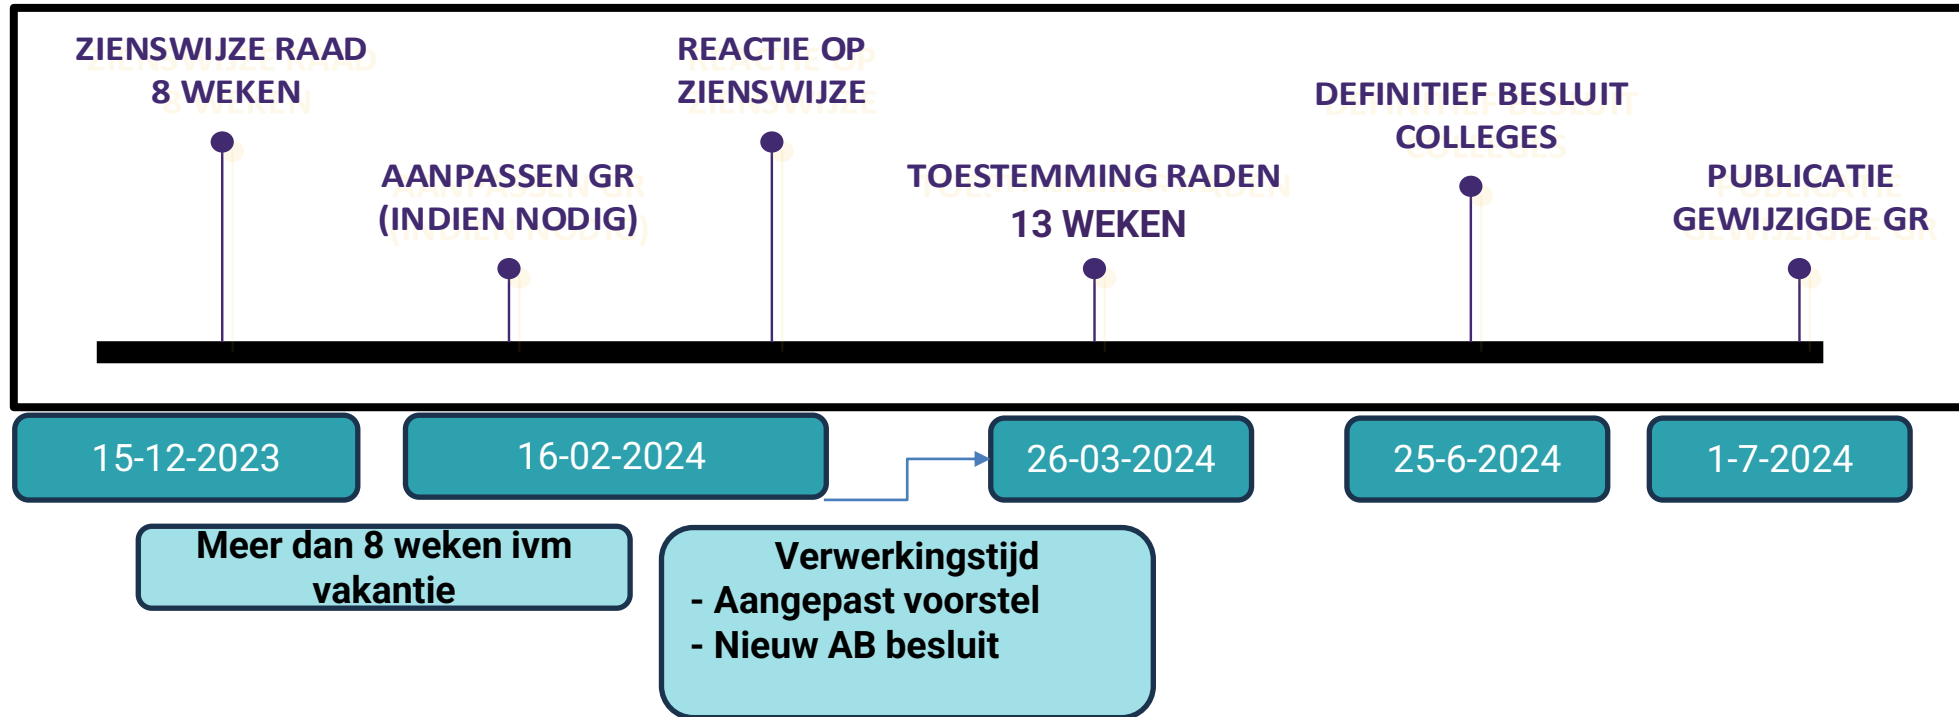 ZIENSWIJZE RAAD
8 WEKEN
AANPASSEN GR
(INDIEN NODIG)
REACTIE OP
ZIENSWIJZE
TOESTEMMING RADEN
13 WEKEN
DEFINITIEF BESLUIT
COLLEGES
PUBLICATIE
GEWIJZIGDE GR
15-12-2023
16-02-2024
26-03-2024
25-6-2024
1-7-2024
Meer dan 8 weken ivm
vakantie
Verwerkingstijd
- Aangepast voorstel
- Nieuw AB besluit